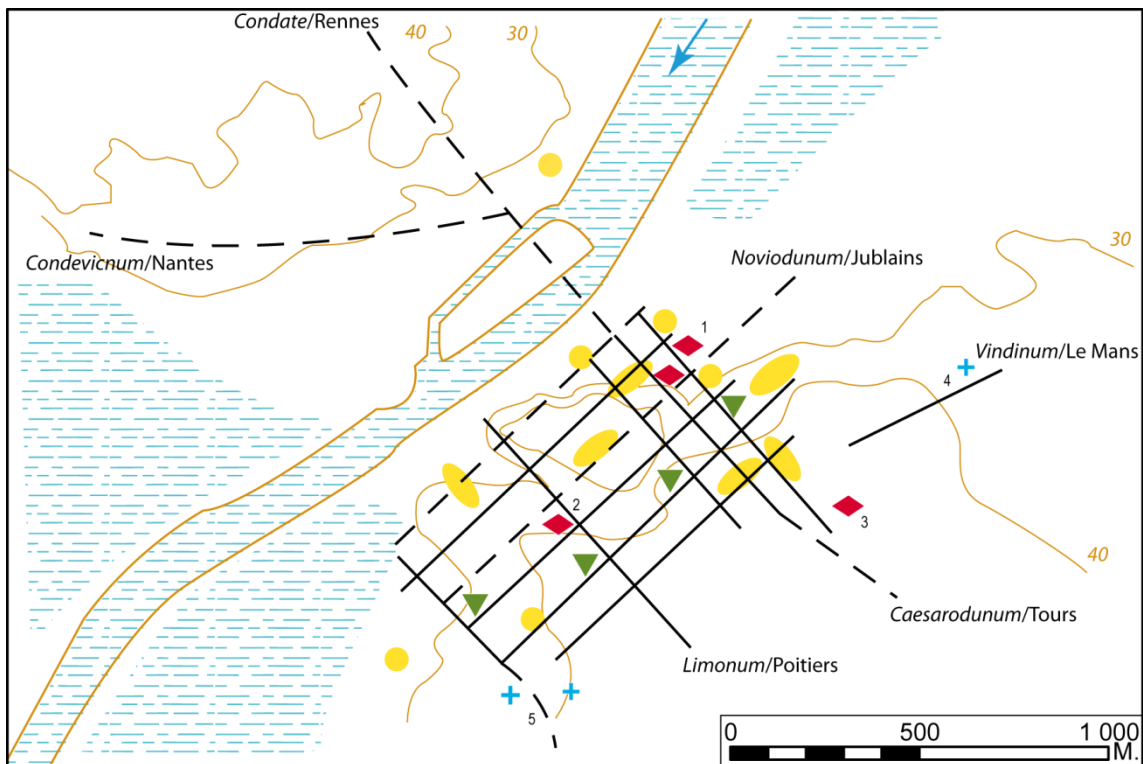 Condate/Rennes
40
30
Noviodunum/Jublains
30
Condevicnum/Nantes
1
Vindinum/Le Mans
4
2
3
40
Caesarodunum/Tours
Limonum/Poitiers
5
0 500 1 000
M.